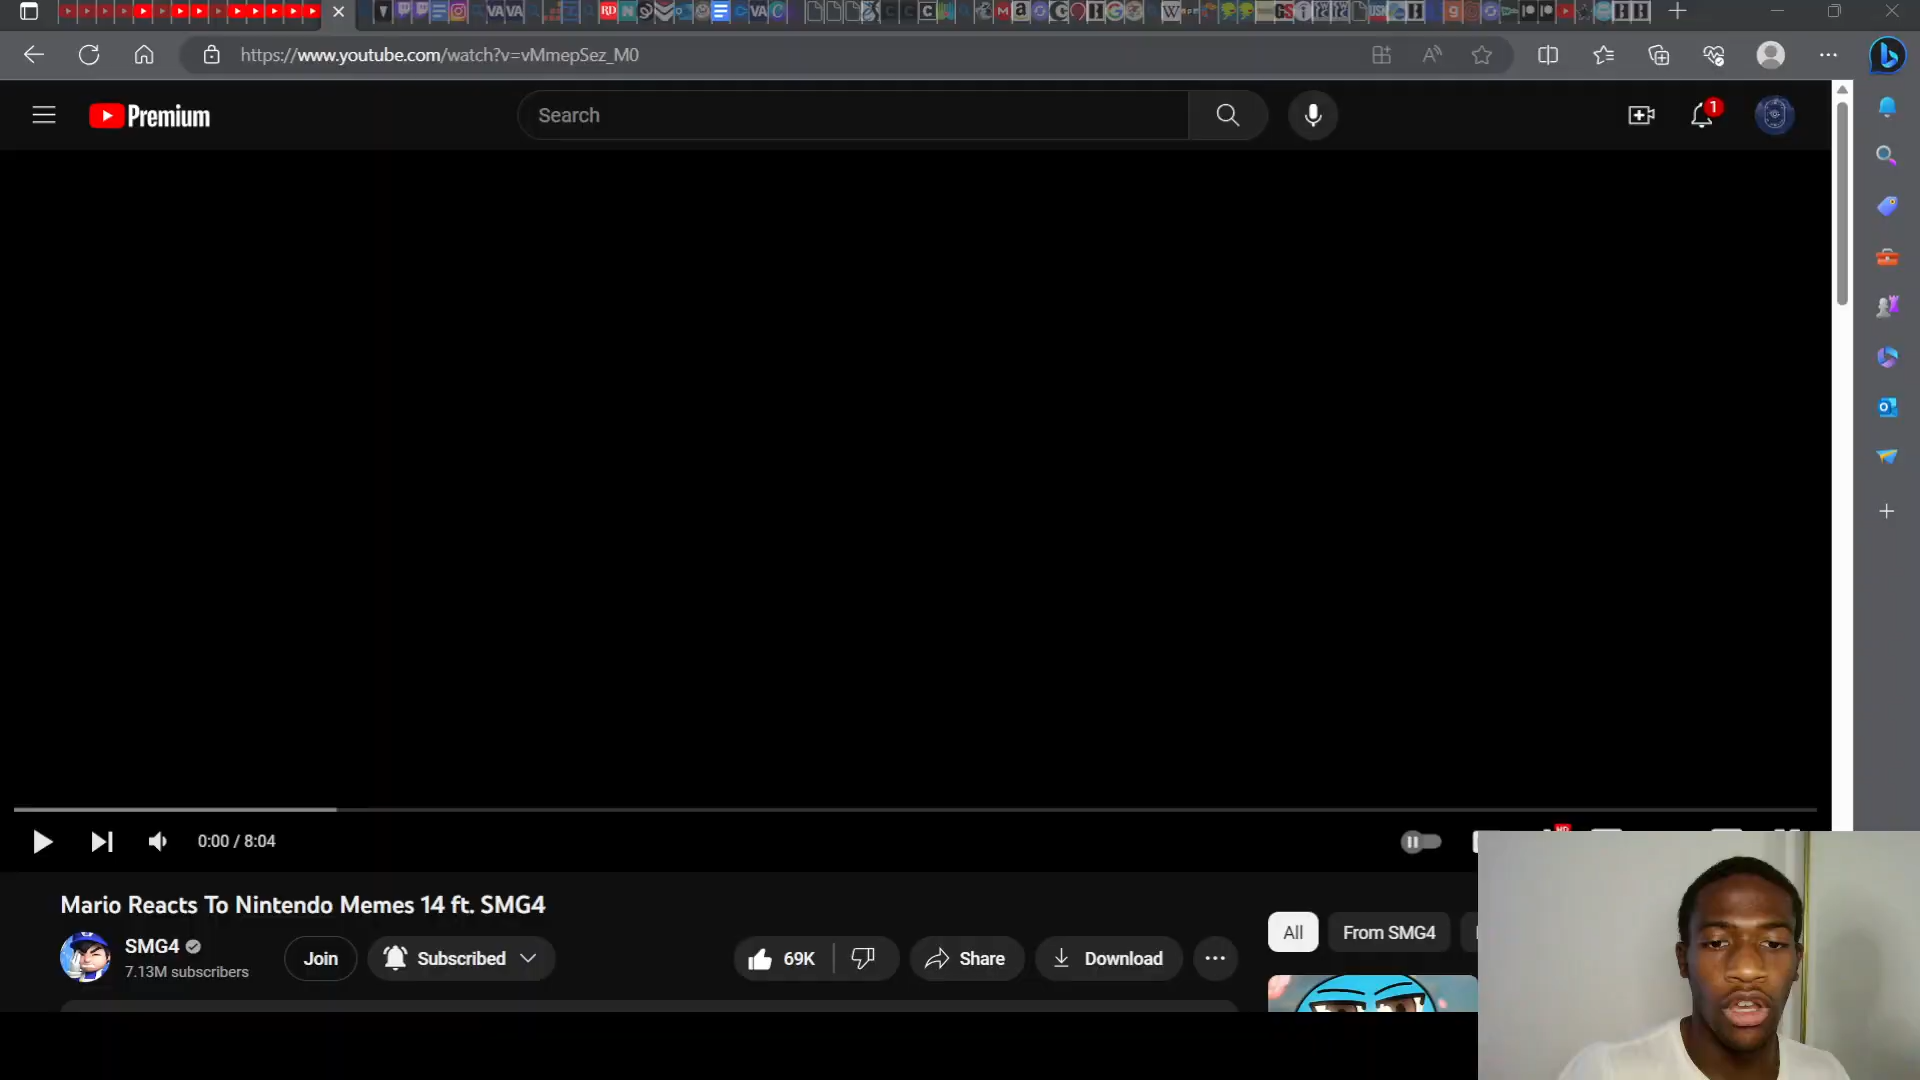 https://www.youtube.com/watch?v=vMmepSez_M0
Premium
Search
1
0:00 / 8:04
Mario Reacts To Nintendo Memes 14 ft. SMG4
SMG4
7.13M subscribers
Join
Subscribed
69K
Share
Download
All
From SMG4